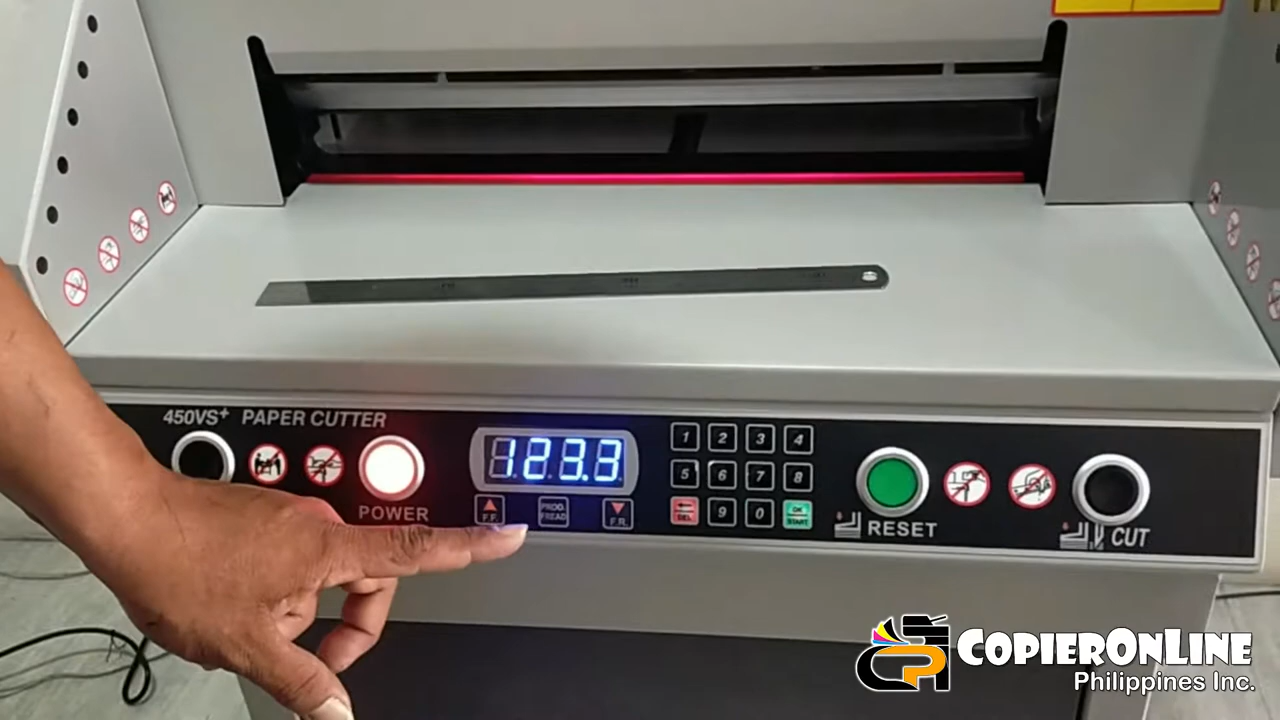 450VS+ PAPER CUTTER
123.3
POWER
F.F.
PROG.
F.READ
F.R.
1 2 3 4
5 6 7 8
DEL 9 0 OK
START
RESET
CUT
COPIERONLINE
Philippines Inc.